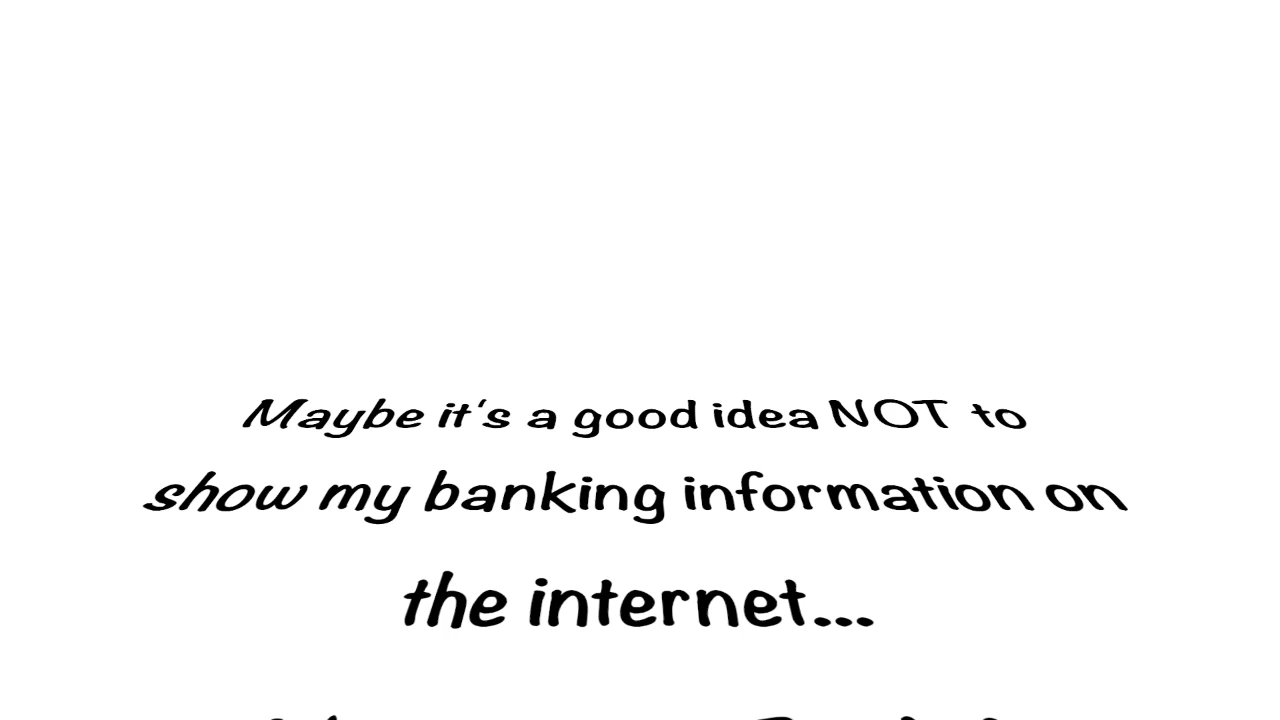 Maybe it's a good idea NOT to
show my banking information on
the internet...